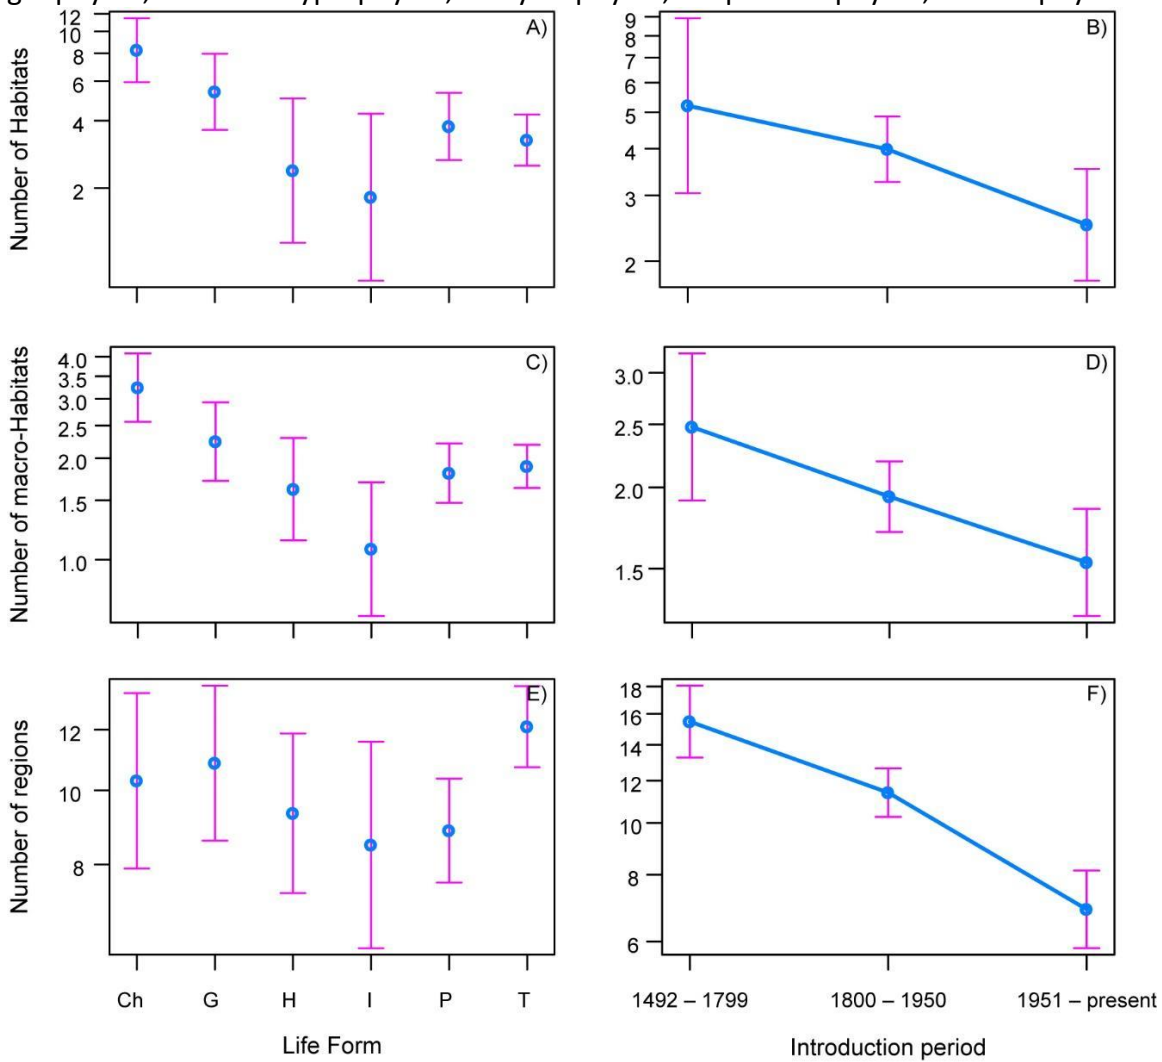 A)
Number of Habitats
12
10
8
6
4
2
B)
9
8
7
6
5
4
3
2
C)
Number of macro-Habitats
4.0
3.5
3.0
2.5
2.0
1.5
1.0
D)
3.0
2.5
2.0
1.5
E)
Number of regions
12
10
8
F)
18
16
14
12
10
8
6
Ch G H I P T
Life Form
1492 – 1799 1800 – 1950 1951 – present
Introduction period